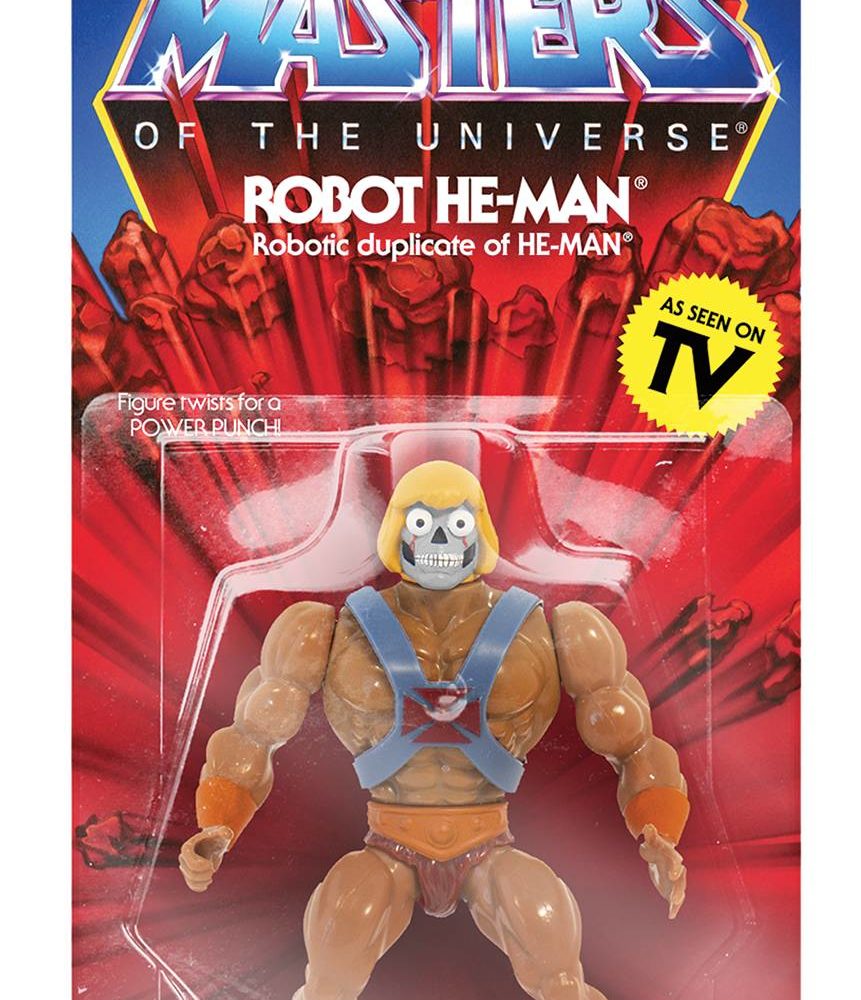 MASTERS
OF THE UNIVERSE®
ROBOT HE-MAN®
Robotic duplicate of HE-MAN®
AS SEEN ON
TV
Figure twists for a
POWER PUNCH!